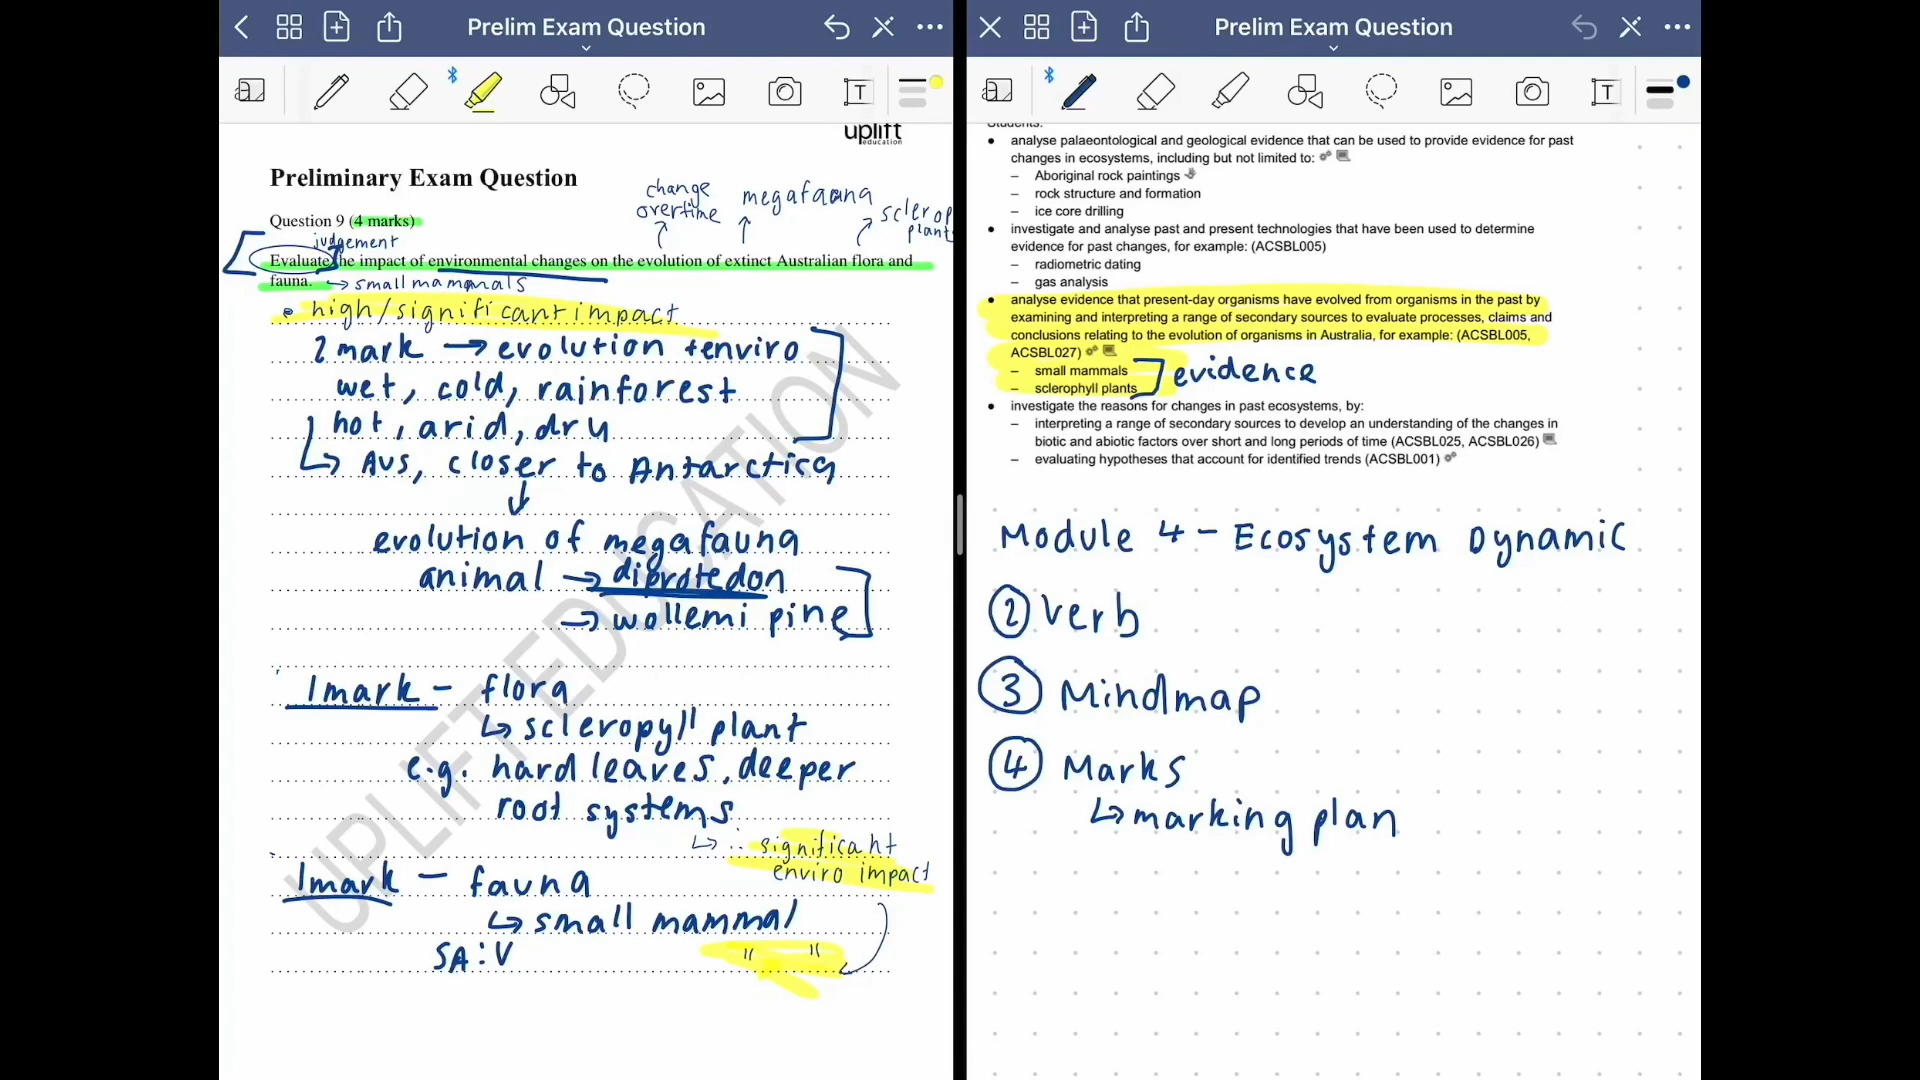 Prelim Exam Question
uplift
education
Preliminary Exam Question
change
overtime
megafauna
sclerop
plant
Question 9 (4 marks)
judgement
Evaluate the impact of environmental changes on the evolution of extinct Australian flora and
fauna. ↳ small mammals
• high/significant impact
2 mark → evolution + enviro
wet, cold, rainforest
hot, arid, dry
↳ Aus, closer to Antarctica
↓
evolution of megafauna
animal → diprotedon
→ wollemi pine
1 mark - flora
↳ scleropyll plant
e.g. hard leaves, deeper
root systems
↳ ∴ significant
enviro impact
1 mark - fauna
↳ small mammal
SA:V " "
UPLIFT EDUCATION
Prelim Exam Question
Students:
• analyse palaeontological and geological evidence that can be used to provide evidence for past
changes in ecosystems, including but not limited to:
– Aboriginal rock paintings
– rock structure and formation
– ice core drilling
• investigate and analyse past and present technologies that have been used to determine
evidence for past changes, for example: (ACSBL005)
– radiometric dating
– gas analysis
• analyse evidence that present-day organisms have evolved from organisms in the past by
examining and interpreting a range of secondary sources to evaluate processes, claims and
conclusions relating to the evolution of organisms in Australia, for example: (ACSBL005,
ACSBL027)
– small mammals
– sclerophyll plants
evidence
• investigate the reasons for changes in past ecosystems, by:
– interpreting a range of secondary sources to develop an understanding of the changes in
biotic and abiotic factors over short and long periods of time (ACSBL025, ACSBL026)
– evaluating hypotheses that account for identified trends (ACSBL001)
Module 4 - Ecosystem Dynamic
② Verb
③ Mindmap
④ Marks
↳ marking plan